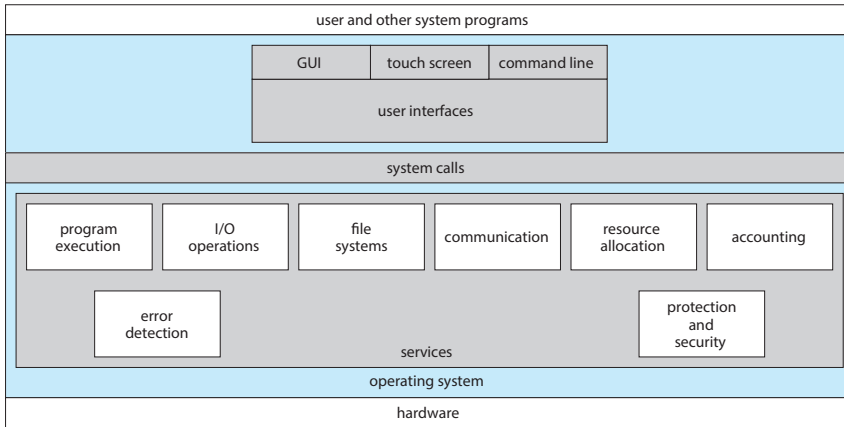 user and other system programs
GUI
touch screen
command line
user interfaces
system calls
program
execution
I/O
operations
file
systems
communication
resource
allocation
accounting
error
detection
protection
and
security
services
operating system
hardware